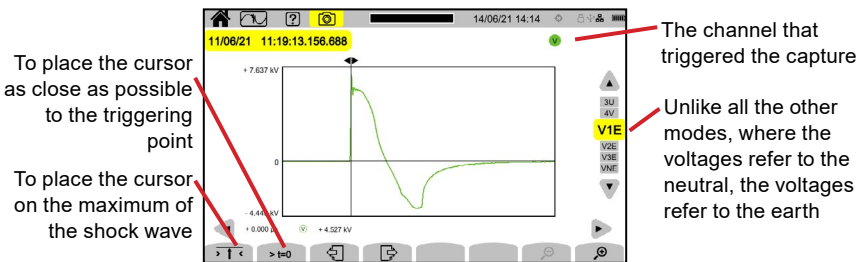 14/06/21 14:14
11/06/21 11:19:13.156.688
V
The channel that
triggered the capture
To place the cursor
as close as possible
to the triggering
point
+ 7.637 kV
0
3U
4V
V1E
V2E
V3E
VNE
Unlike all the other
modes, where the
voltages refer to the
neutral, the voltages
refer to the earth
To place the cursor
on the maximum of
the shock wave
+ 0.000
V
+ 4.527 kV
> t=0